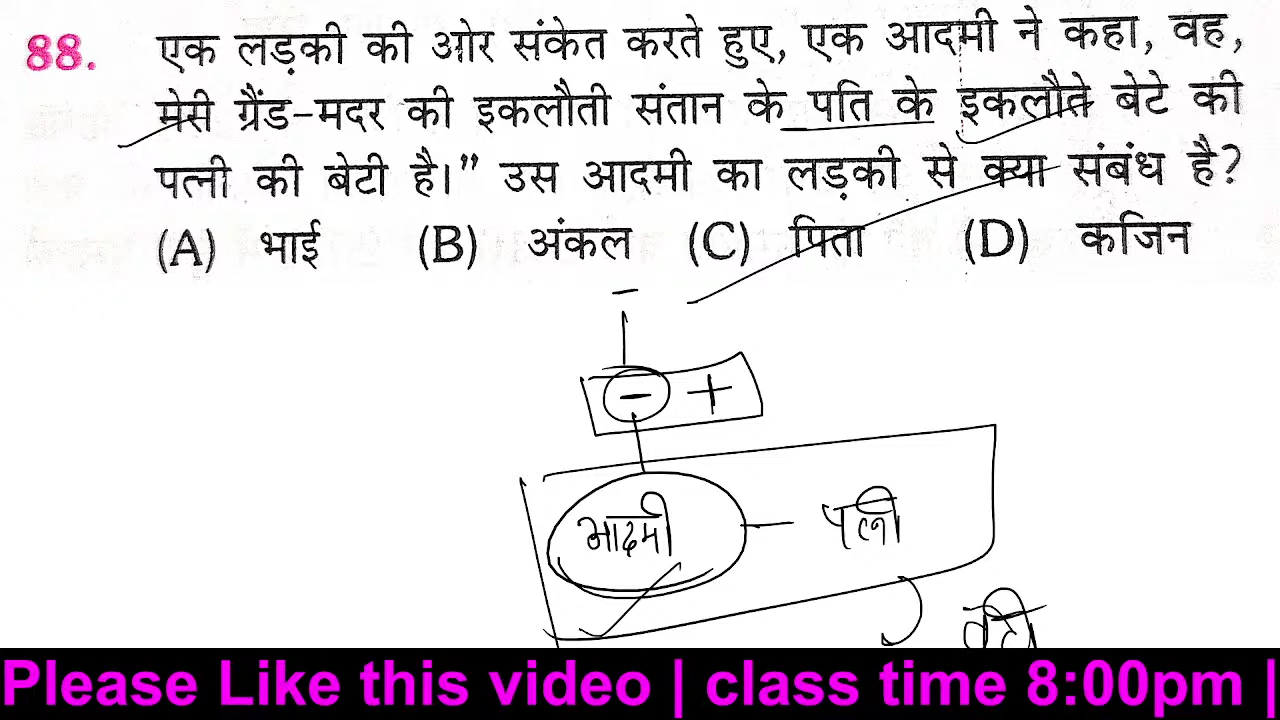 88. एक लड़की की ओर संकेत करते हुए, एक आदमी ने कहा, वह,
मेरी ग्रैंड-मदर की इकलौती संतान के पति के इकलौते बेटे की
पत्नी की बेटी है।” उस आदमी का लड़की से क्या संबंध है?
(A) भाई (B) अंकल (C) पिता (D) कजिन
-
- +
आदमी - पत्नी
बेटी
Please Like this video | class time 8:00pm |